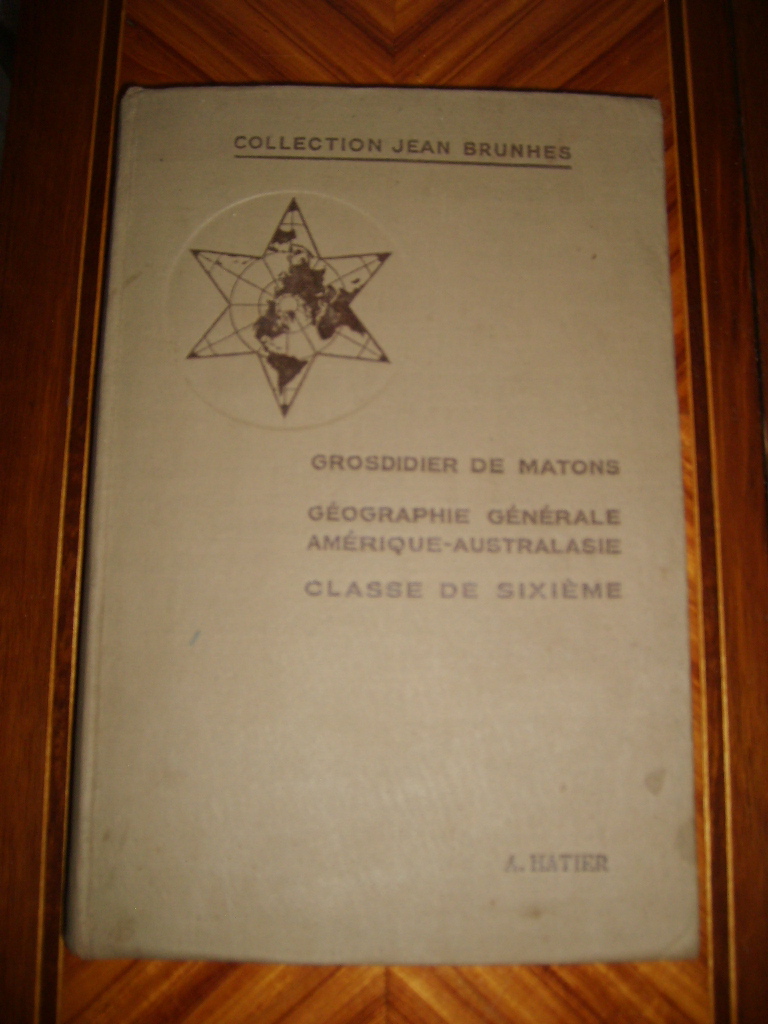 COLLECTION JEAN BRUNHES
GROSDIDIER DE MATONS
GÉOGRAPHIE GÉNÉRALE
AMÉRIQUE-AUSTRALASIE
CLASSE DE SIXIÈME
A. HATIER